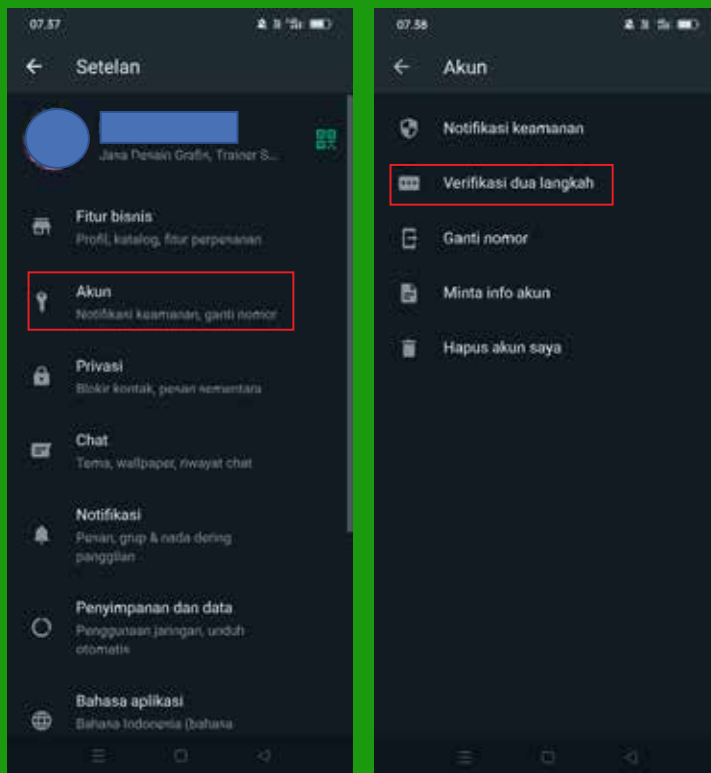 07.57
Setelan
Jasa Desain Grafis, Trainer S...
Fitur bisnis
Profil, katalog, fitur perpesanan
Akun
Notifikasi keamanan, ganti nomor
Privasi
Blokir kontak, pesan sementara
Chat
Tema, wallpaper, riwayat chat
Notifikasi
Pesan, grup & nada dering
panggilan
Penyimpanan dan data
Penggunaan jaringan, unduh
otomatis
Bahasa aplikasi
Bahasa Indonesia (bahasa
07.58
Akun
Notifikasi keamanan
Verifikasi dua langkah
Ganti nomor
Minta info akun
Hapus akun saya